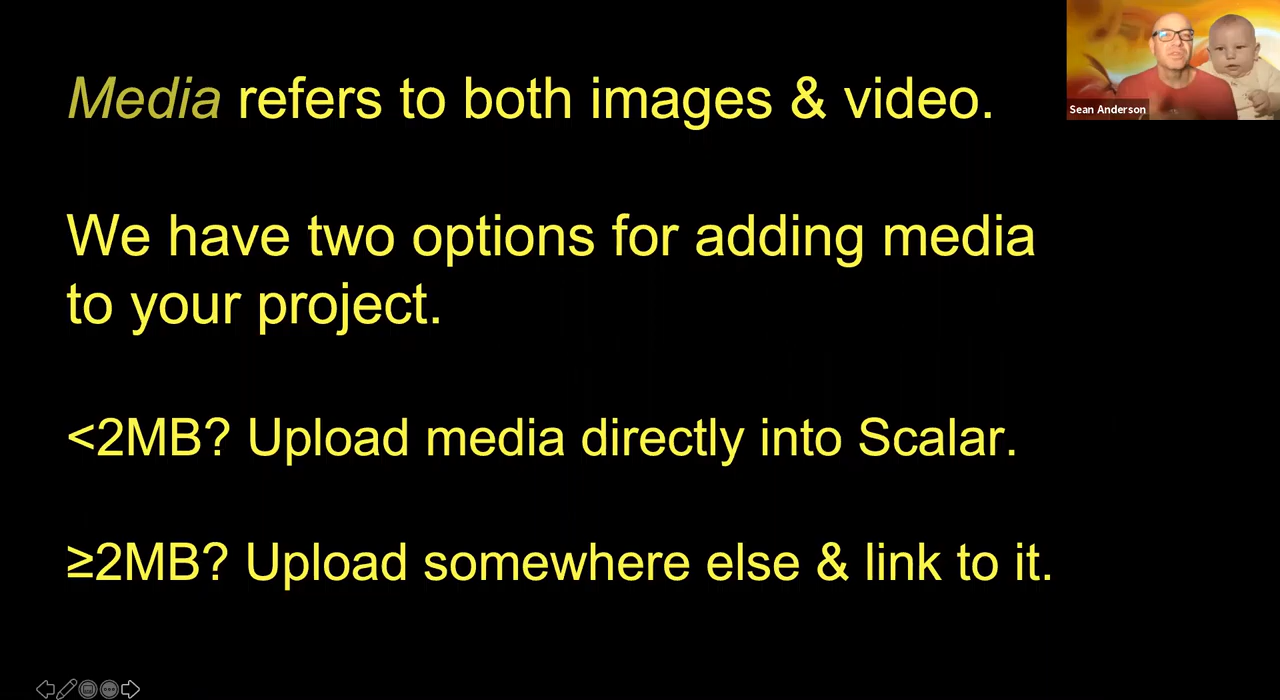 Media refers to both images & video.
We have two options for adding media
to your project.
<2MB? Upload media directly into Scalar.
≥2MB? Upload somewhere else & link to it.
Sean Anderson